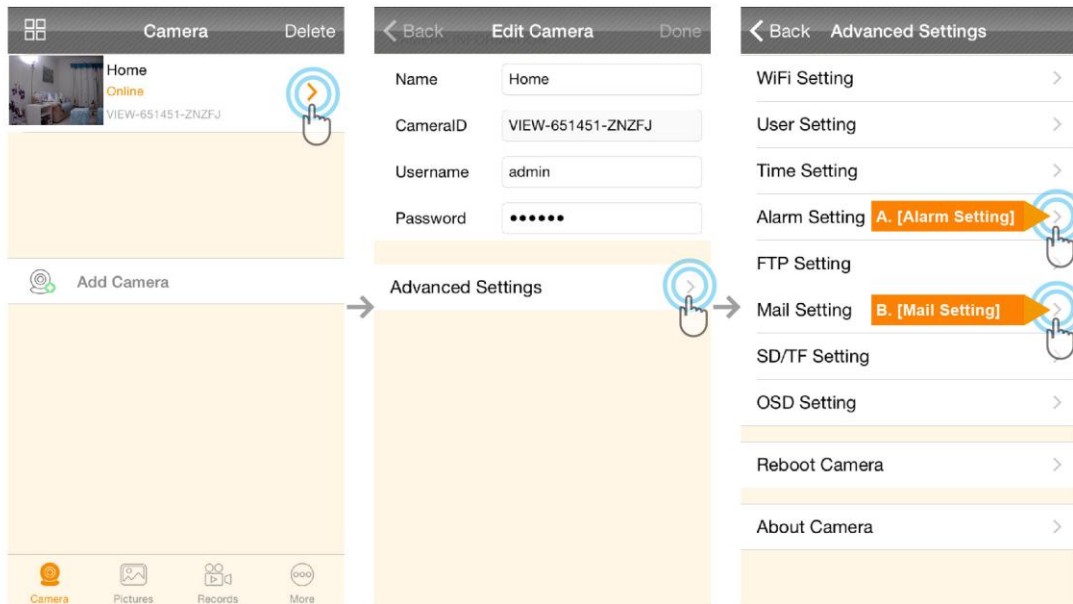 Camera
Delete
Home
Online
VIEW-651451-ZNZFJ
Add Camera
Camera
Pictures
Records
More
Back
Edit Camera
Done
Name
Home
CameraID
VIEW-651451-ZNZFJ
Username
admin
Password
••••••
Advanced Settings
Back
Advanced Settings
WiFi Setting
User Setting
Time Setting
Alarm Setting
A. [Alarm Setting]
FTP Setting
Mail Setting
B. [Mail Setting]
SD/TF Setting
OSD Setting
Reboot Camera
About Camera